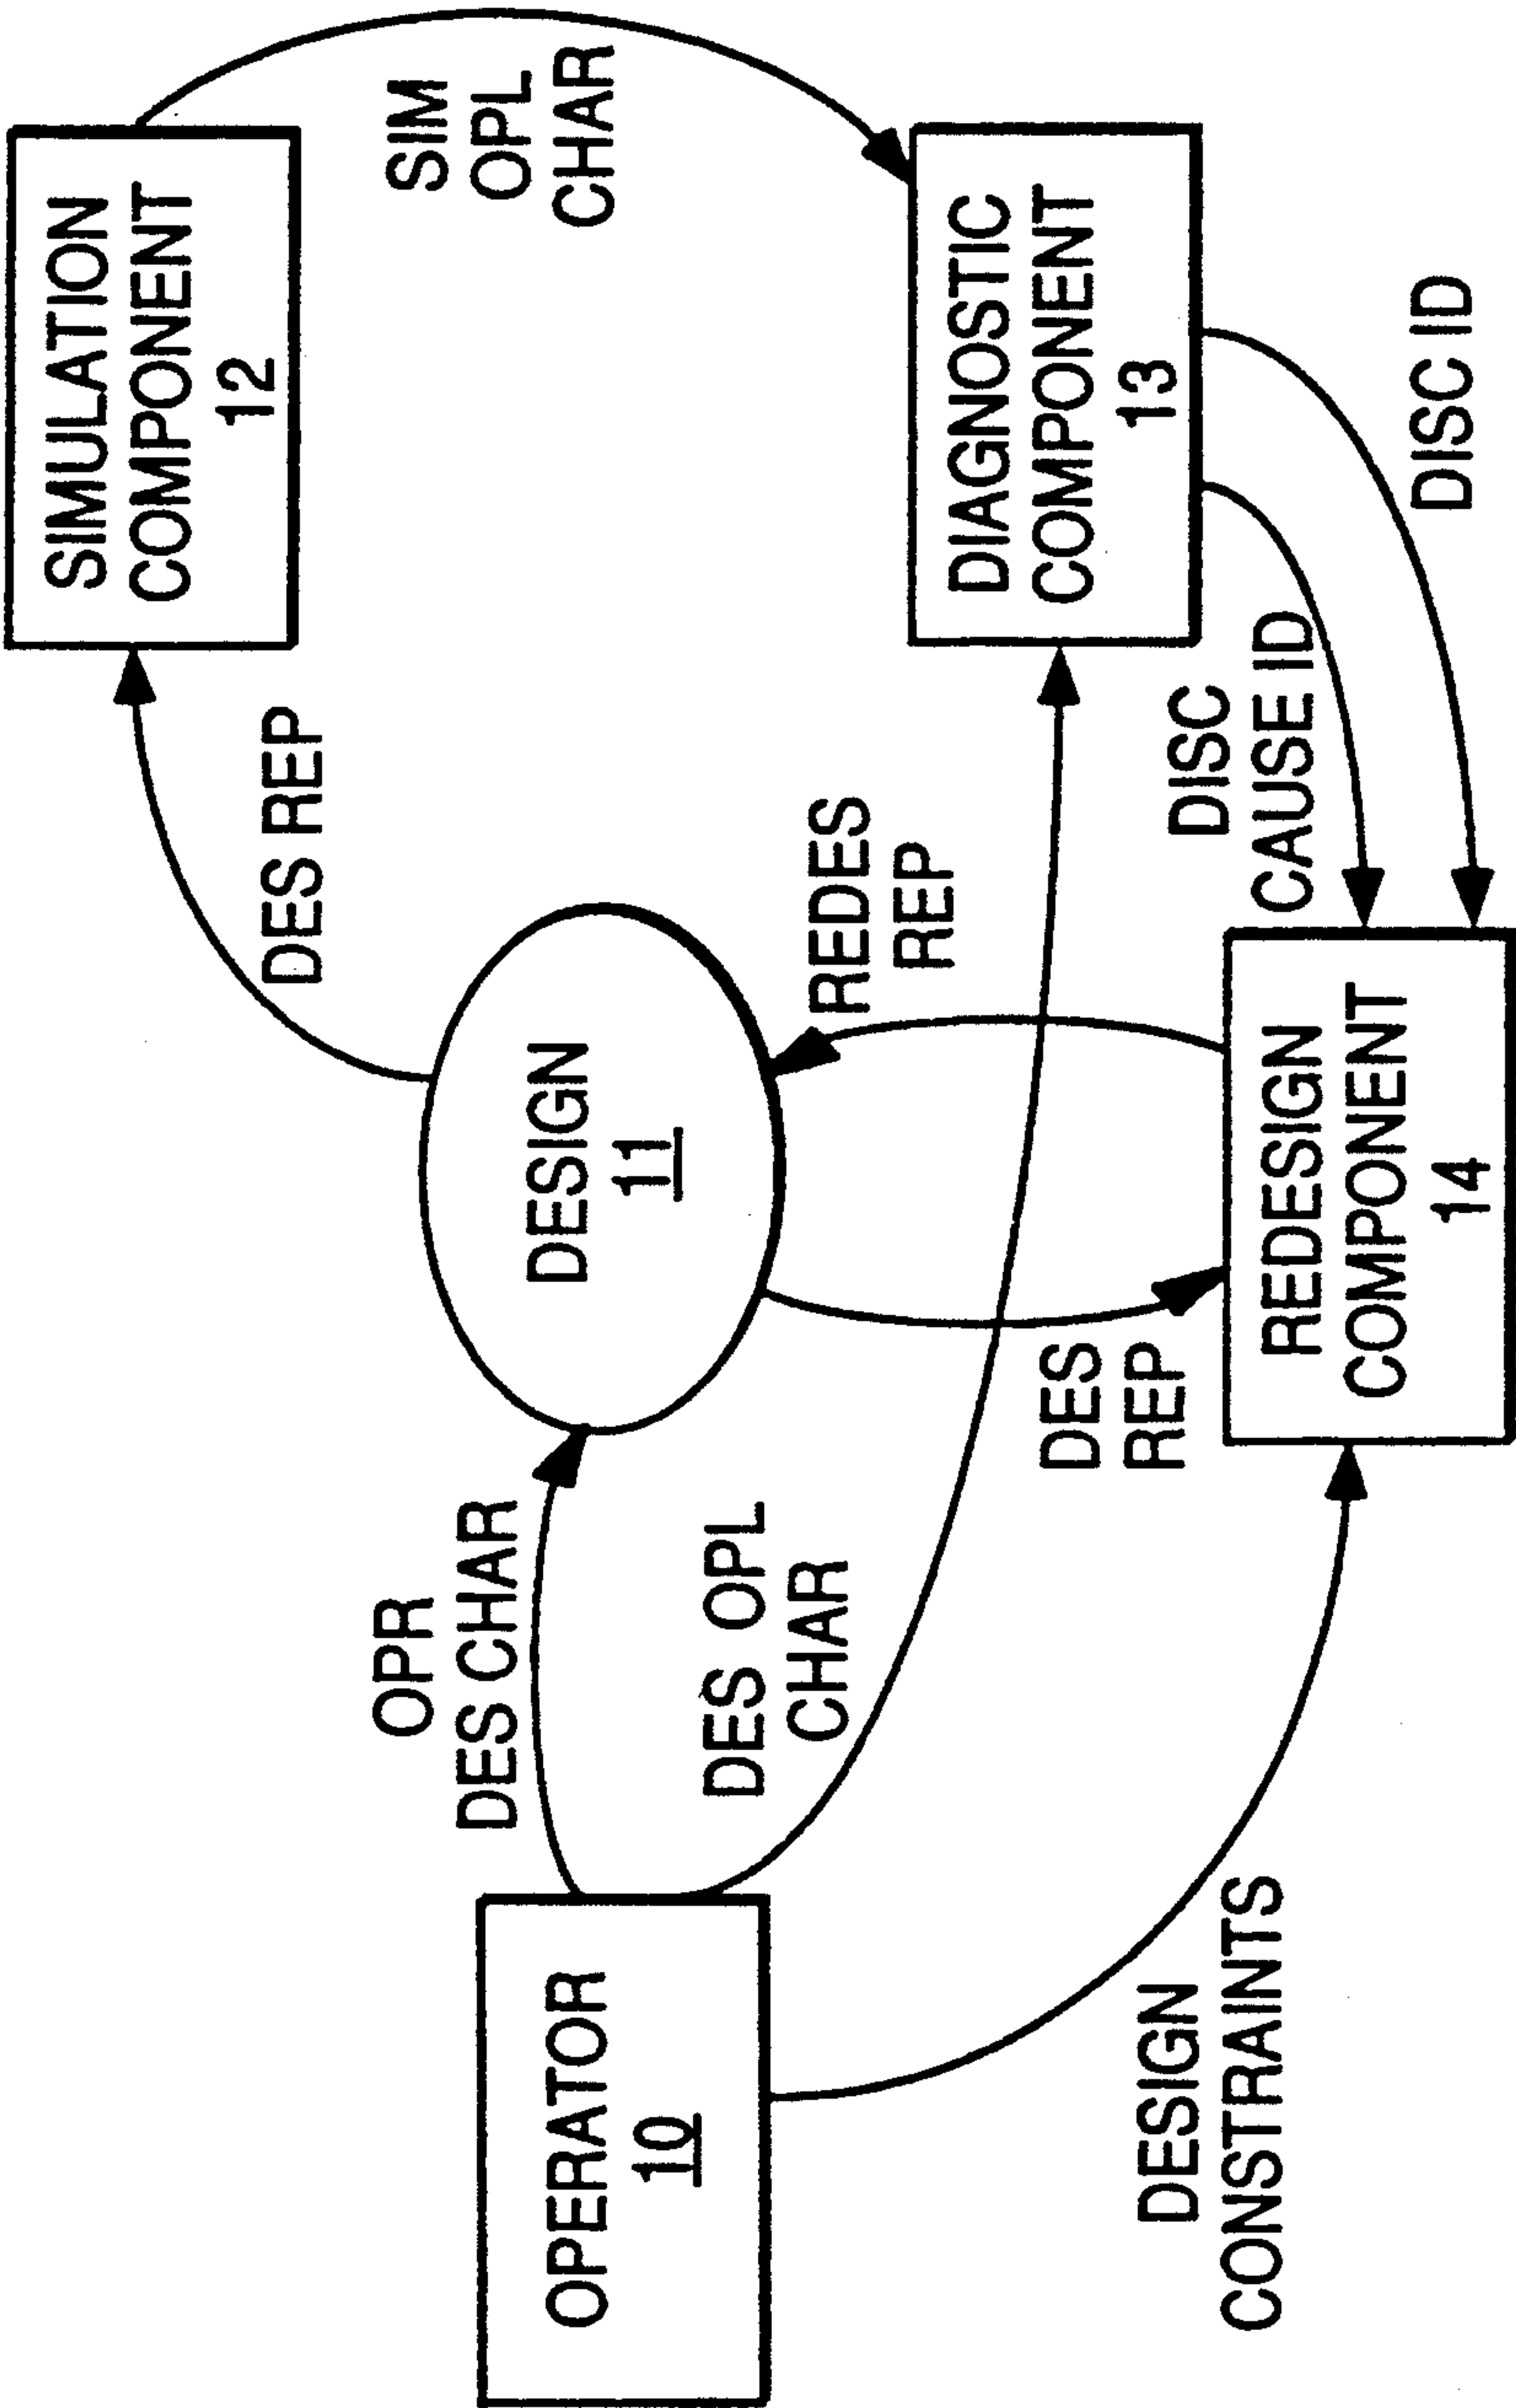 SIMULATION
COMPONENT
12
SIM
OPL
CHAR
DES REP
OPR
DES CHAR
DESIGN
11
OPERATOR
10
DES OPL
CHAR
REDES
REP
DIAGNOSTIC
COMPONENT
13
DES
REP
DISC
CAUSE ID
DISC ID
DESIGN
CONSTRAINTS
REDESIGN
COMPONENT
14